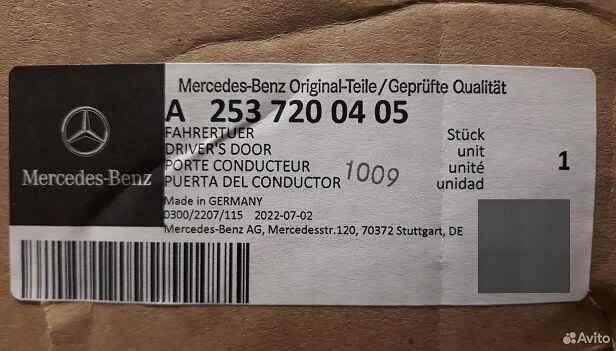 Mercedes-Benz Original-Teile/Geprüfte Qualität
A 253 720 04 05
FAHRERTUER Stück
DRIVER'S DOOR unit
PORTE CONDUCTEUR unité 1
PUERTA DEL CONDUCTOR unidad
1009
Made in GERMANY
0300/2207/115 2022-07-02
Mercedes-Benz AG, Mercedesstr.120, 70372 Stuttgart, DE
Mercedes-Benz
Avito